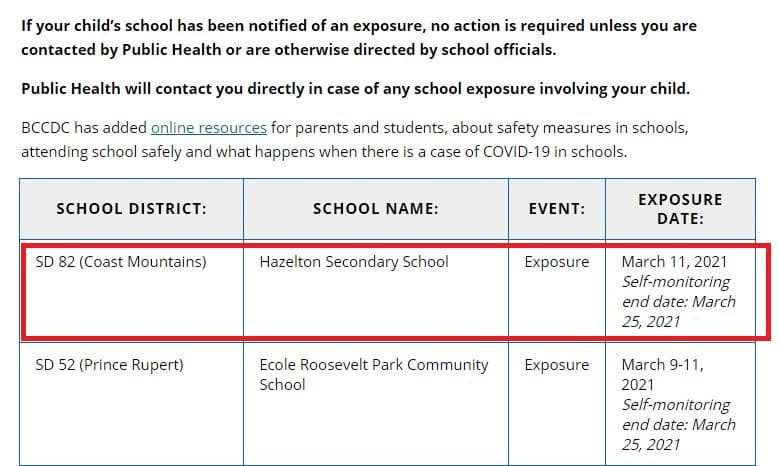 If your child’s school has been notified of an exposure, no action is required unless you are
contacted by Public Health or are otherwise directed by school officials.
Public Health will contact you directly in case of any school exposure involving your child.
BCCDC has added online resources for parents and students, about safety measures in schools,
attending school safely and what happens when there is a case of COVID-19 in schools.
SCHOOL DISTRICT: SCHOOL NAME: EVENT: EXPOSURE
DATE:
SD 82 (Coast Mountains) Hazelton Secondary School Exposure March 11, 2021
Self-monitoring
end date: March
25, 2021
SD 52 (Prince Rupert) Ecole Roosevelt Park Community Exposure March 9-11,
School 2021
Self-monitoring
end date: March
25, 2021